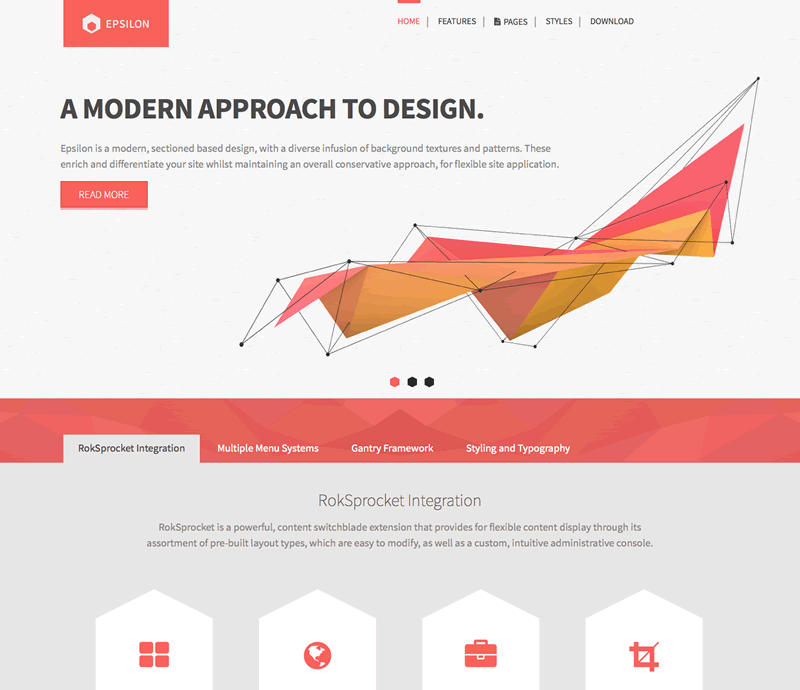 EPSILON
HOME | FEATURES | PAGES | STYLES | DOWNLOAD
A MODERN APPROACH TO DESIGN.
Epsilon is a modern, sectioned based design, with a diverse infusion of background textures and patterns. These
enrich and differentiate your site whilst maintaining an overall conservative approach, for flexible site application.
READ MORE
RokSprocket Integration Multiple Menu Systems Gantry Framework Styling and Typography
RokSprocket Integration
RokSprocket is a powerful, content switchblade extension that provides for flexible content display through its
assortment of pre-built layout types, which are easy to modify, as well as a custom, intuitive administrative console.